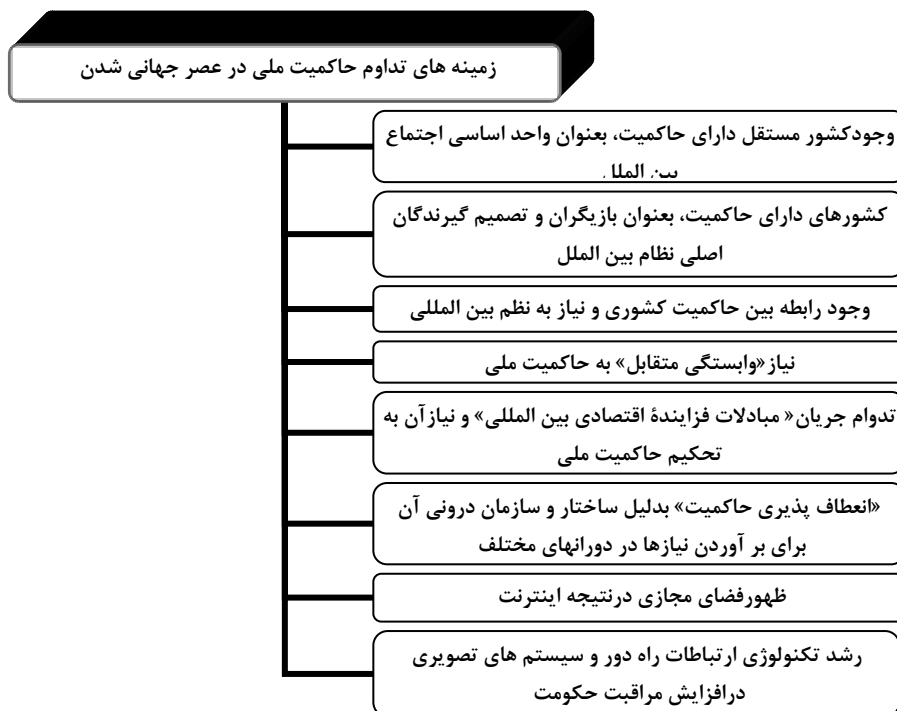 زمینه های تداوم حاکمیت ملی در عصر جهانی شدن
وجودکشور مستقل دارای حاکمیت، بعنوان واحد اساسی اجتماع
بین الملل
کشورهای دارای حاکمیت، بعنوان بازیگران و تصمیم گیرندگان
اصلی نظام بین الملل
وجود رابطه بین حاکمیت کشوری و نیاز به نظم بین المللی
نیاز«وابستگی متقابل» به حاکمیت ملی
تدوام جریان« مبادلات فزایندۀ اقتصادی بین المللی» و نیازآن به
تحکیم حاکمیت ملی
«انعطاف پذیری حاکمیت» بدلیل ساختار و سازمان درونی آن
برای بر آوردن نیازها در دورانهای مختلف
ظهورفضای مجازی درنتیجه اینترنت
رشد تکنولوژی ارتباطات راه دور و سیستم های تصویری
درافزایش مراقبت حکومت